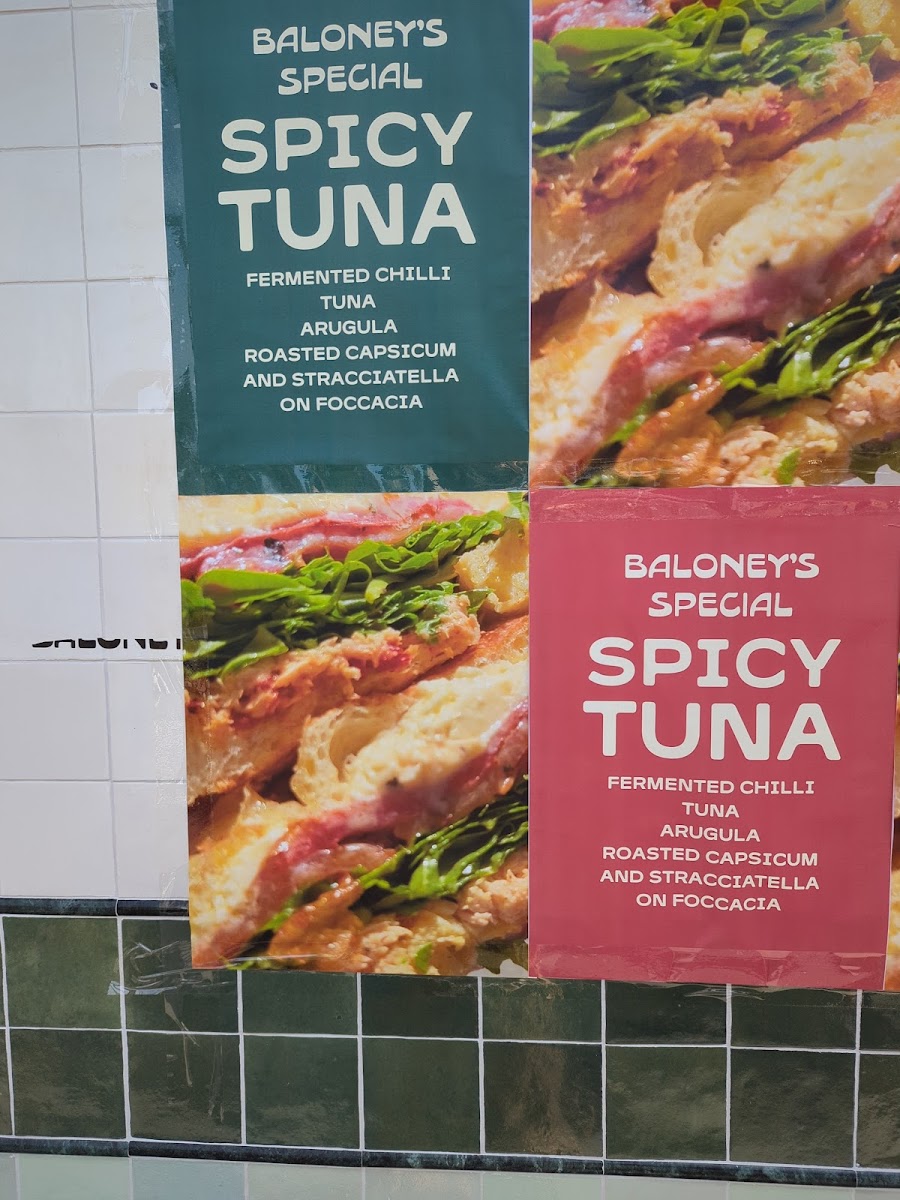 BALONEY'S
SPECIAL
SPICY
TUNA
FERMENTED CHILLI
TUNA
ARUGULA
ROASTED CAPSICUM
AND STRACCIATELLA
ON FOCCACIA
BALONEY'S
SPECIAL
SPICY
TUNA
FERMENTED CHILLI
TUNA
ARUGULA
ROASTED CAPSICUM
AND STRACCIATELLA
ON FOCCACIA